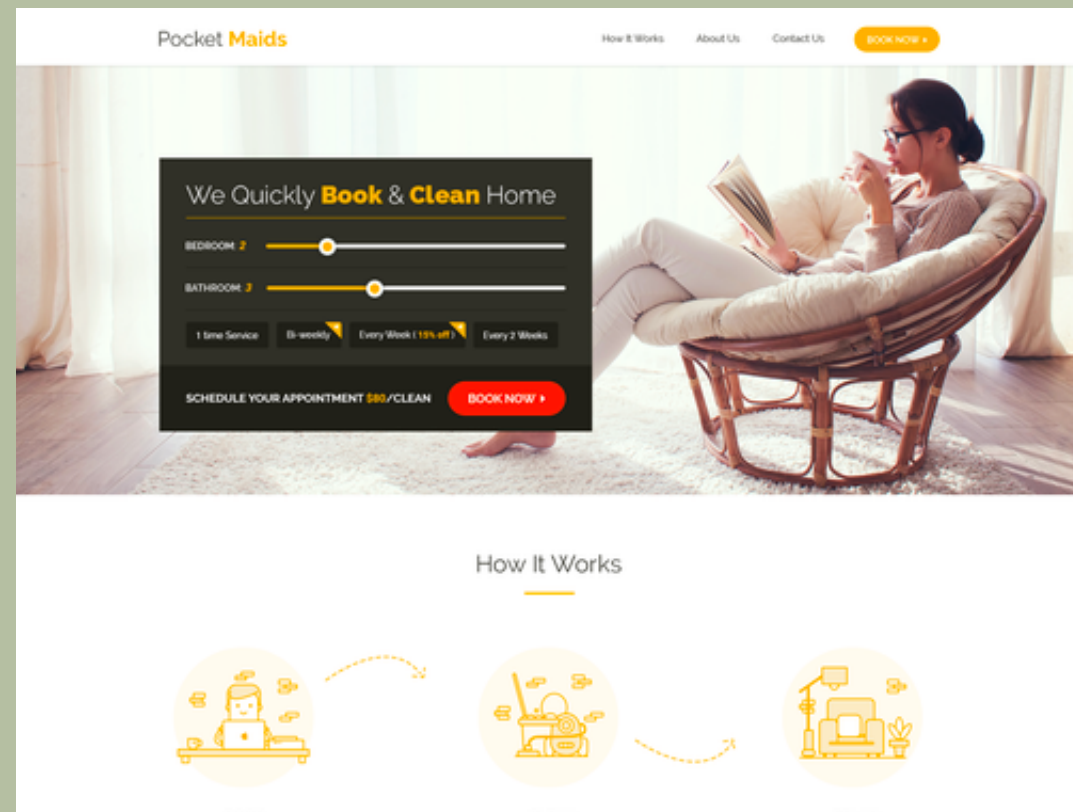 Pocket Maids
How It Works
About Us
Contact Us
BOOK NOW
We Quickly Book & Clean Home
BEDROOM: 2
BATHROOM: 3
1 time Service
Bi-weekly
Every Week ( 15% off )
Every 2 Weeks
SCHEDULE YOUR APPOINTMENT $80/CLEAN
BOOK NOW
How It Works